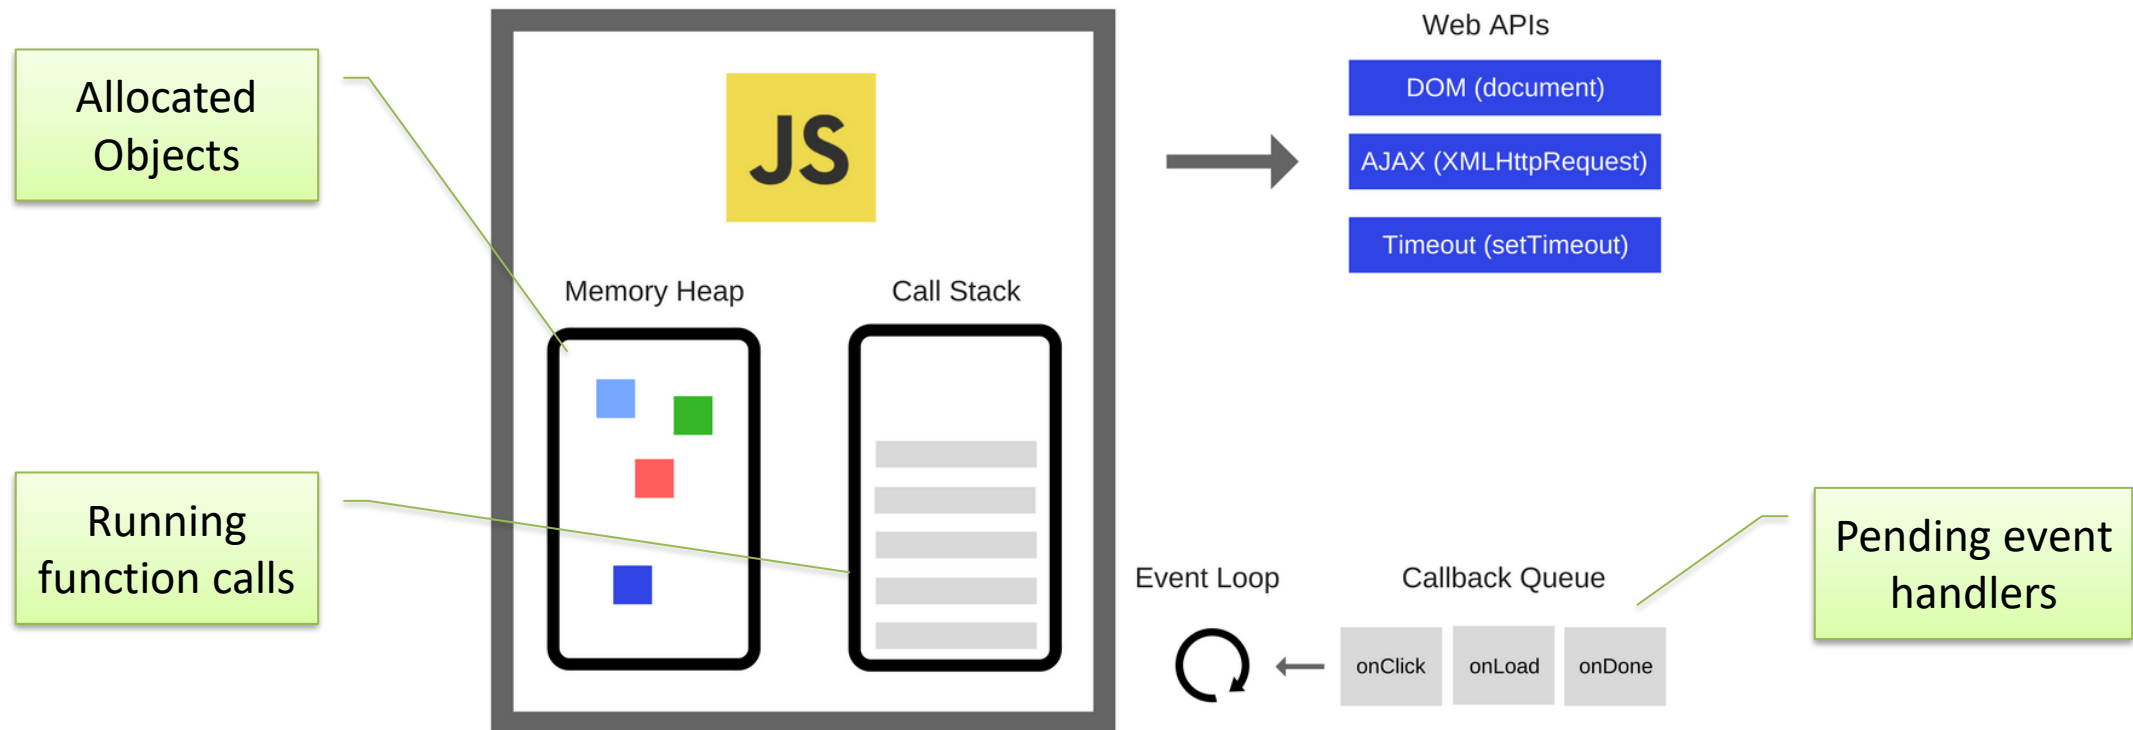 Allocated
Objects
JS
Memory Heap
Call Stack
Running
function calls
Web APIs
DOM (document)
AJAX (XMLHttpRequest)
Timeout (setTimeout)
Event Loop
Callback Queue
onClick
onLoad
onDone
Pending event
handlers